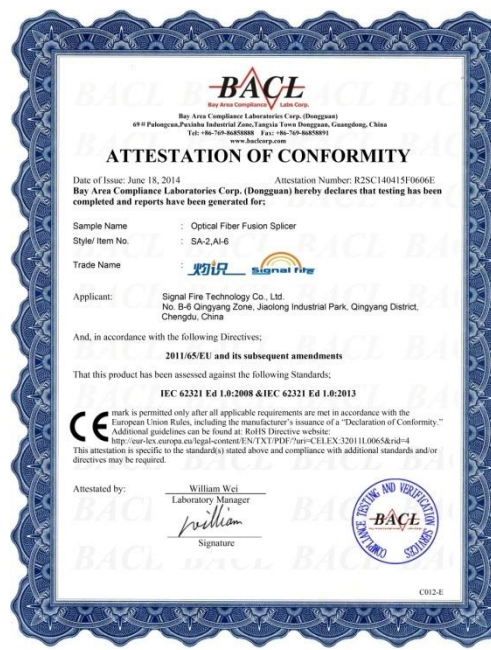 BACL
Bay Area Compliance Labs Corp.
Bay Area Compliance Laboratories Corp. (Dongguan)
69 # Pulongcun,Puxinhu Industrial Zone,Tangxia Town Dongguan, Guangdong, China
Tel: +86-769-86858888 Fax: +86-769-86858891
www.baclcorp.com
ATTESTATION OF CONFORMITY
Date of Issue: June 18, 2014 Attestation Number: R2SC140415F0606E
Bay Area Compliance Laboratories Corp. (Dongguan) hereby declares that testing has been
completed and reports have been generated for;
Sample Name : Optical Fiber Fusion Splicer
Style/ Item No. : SA-2,AI-6
Trade Name : 灼识 Signal fire
Applicant: Signal Fire Technology Co., Ltd.
No. B-6 Qingyang Zone, Jiaolong Industrial Park, Qingyang District,
Chengdu, China
And, in accordance with the following Directives;
2011/65/EU and its subsequent amendments
That this product has been assessed against the following Standards;
IEC 62321 Ed 1.0:2008 &IEC 62321 Ed 1.0:2013
CE mark is permitted only after all applicable requirements are met in accordance with the
European Union Rules, including the manufacturer's issuance of a "Declaration of Conformity."
Additional guidelines can be found at: RoHS Directive website:
http://eur-lex.europa.eu/legal-content/EN/TXT/PDF/?uri=CELEX:32011L0065&rid=4
This attestation is specific to the standard(s) stated above and compliance with additional standards and/or
directives may be required.
Attested by: William Wei
Laboratory Manager
william
Signature
COMPLIANCE TESTING AND VERIFICATION SERVICES
BACL
C012-E